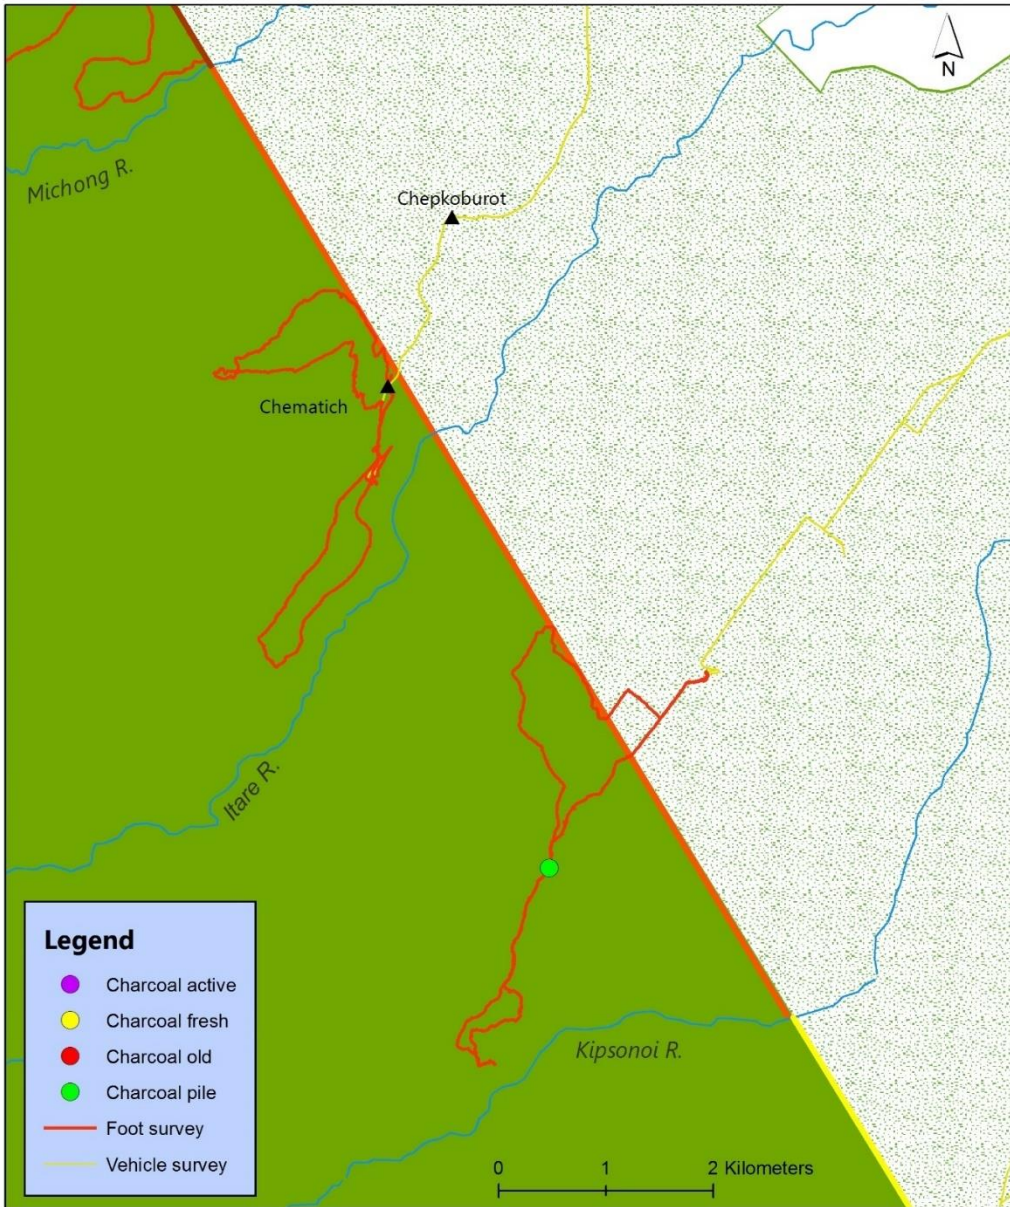 N
Michong R.
Chepkoburot
Chematich
Itare R.
Kipsonoi R.
Legend
Charcoal active
Charcoal fresh
Charcoal old
Charcoal pile
Foot survey
Vehicle survey
0 1 2 Kilometers